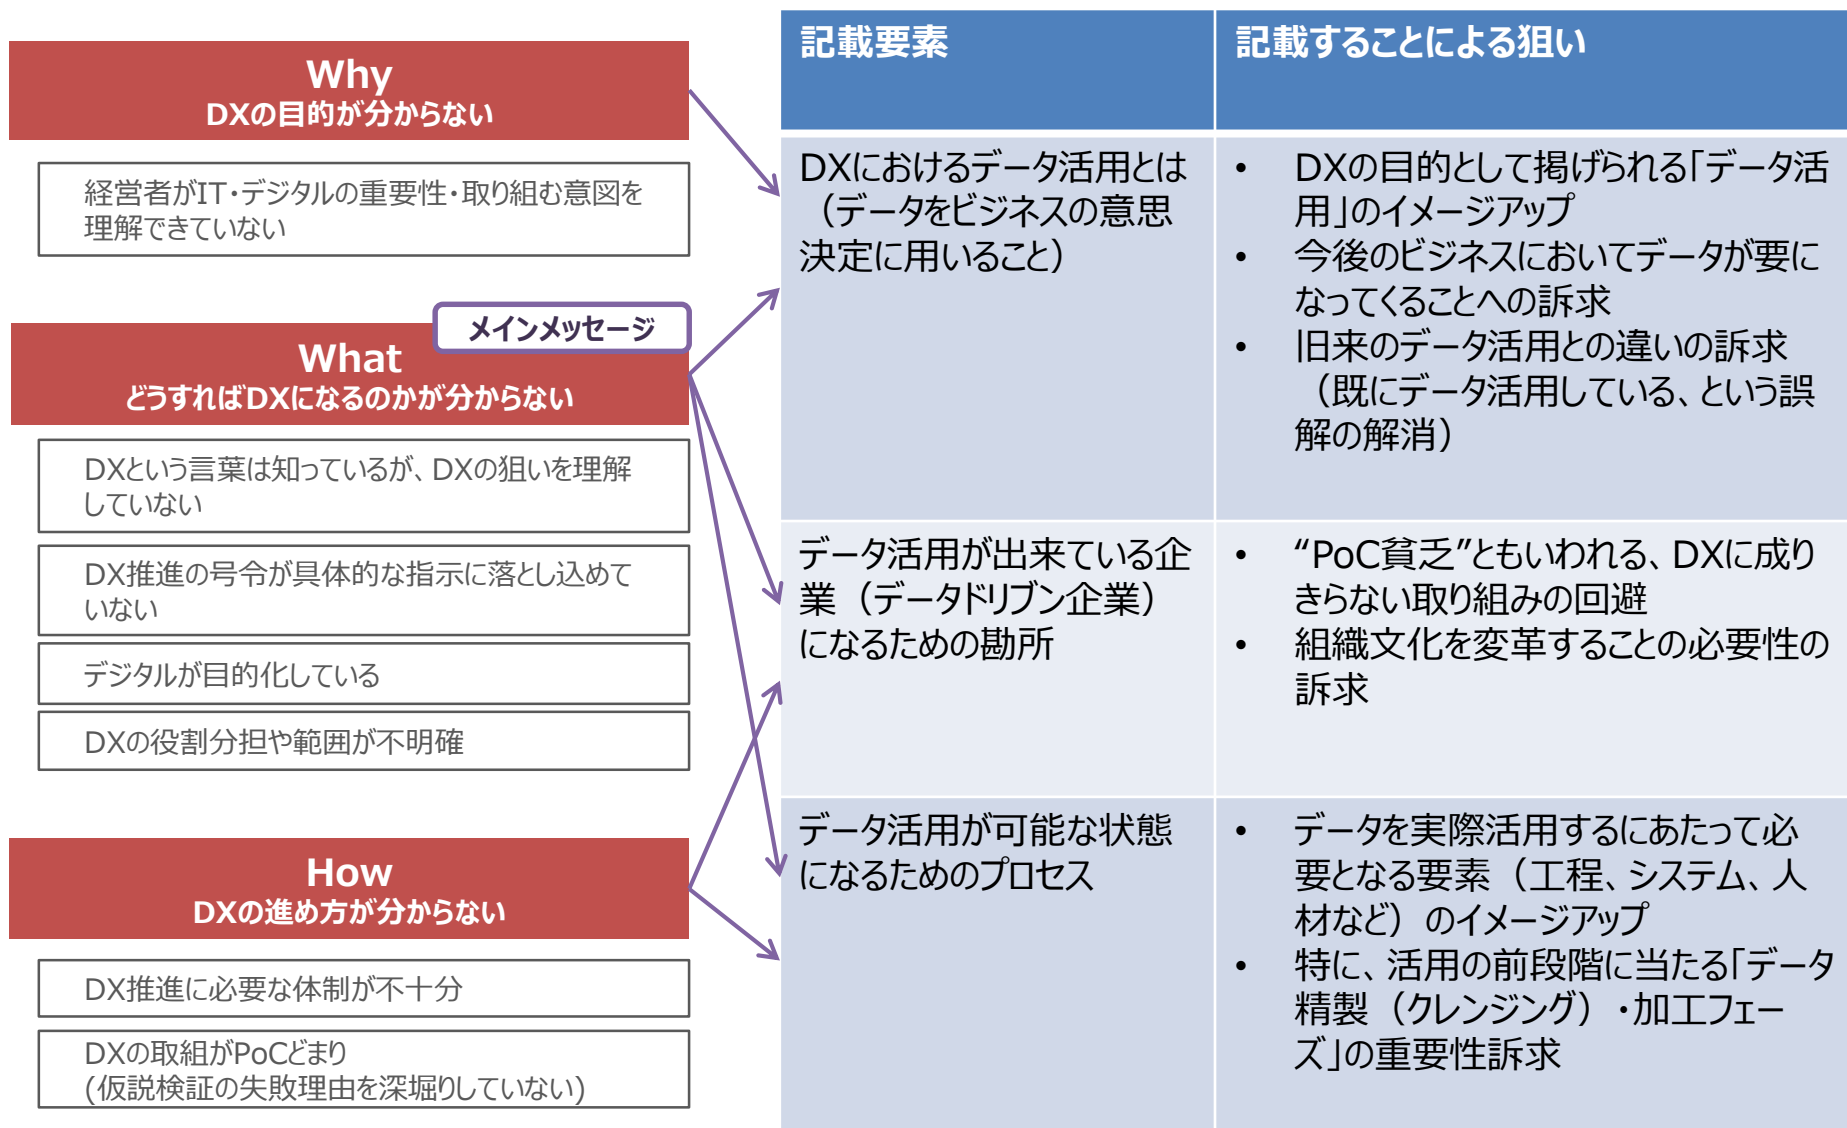 Why
DXの目的が分からない
経営者がIT・デジタルの重要性・取り組む意図を
理解できていない
メインメッセージ
What
どうすればDXになるのかが分からない
DXという言葉は知っているが、DXの狙いを理解
していない
DX推進の号令が具体的な指示に落とし込めて
いない
デジタルが目的化している
DXの役割分担や範囲が不明確
How
DXの進め方が分からない
DX推進に必要な体制が不十分
DXの取組がPoCどまり
(仮説検証の失敗理由を深堀りしていない)
記載要素
記載することによる狙い
DXにおけるデータ活用とは
（データをビジネスの意思
決定に用いること）
• DXの目的として掲げられる「データ活
用」のイメージアップ
• 今後のビジネスにおいてデータが要に
なってくることへの訴求
• 旧来のデータ活用との違いの訴求
（既にデータ活用している、という誤
解の解消）
データ活用が出来ている企
業（データドリブン企業）
になるための勘所
• “PoC貧乏”ともいわれる、DXに成り
きらない取り組みの回避
• 組織文化を変革することの必要性の
訴求
データ活用が可能な状態
になるためのプロセス
• データを実際活用するにあたって必
要となる要素（工程、システム、人
材など）のイメージアップ
• 特に、活用の前段階に当たる「データ
精製（クレンジング）・加工フェー
ズ」の重要性訴求